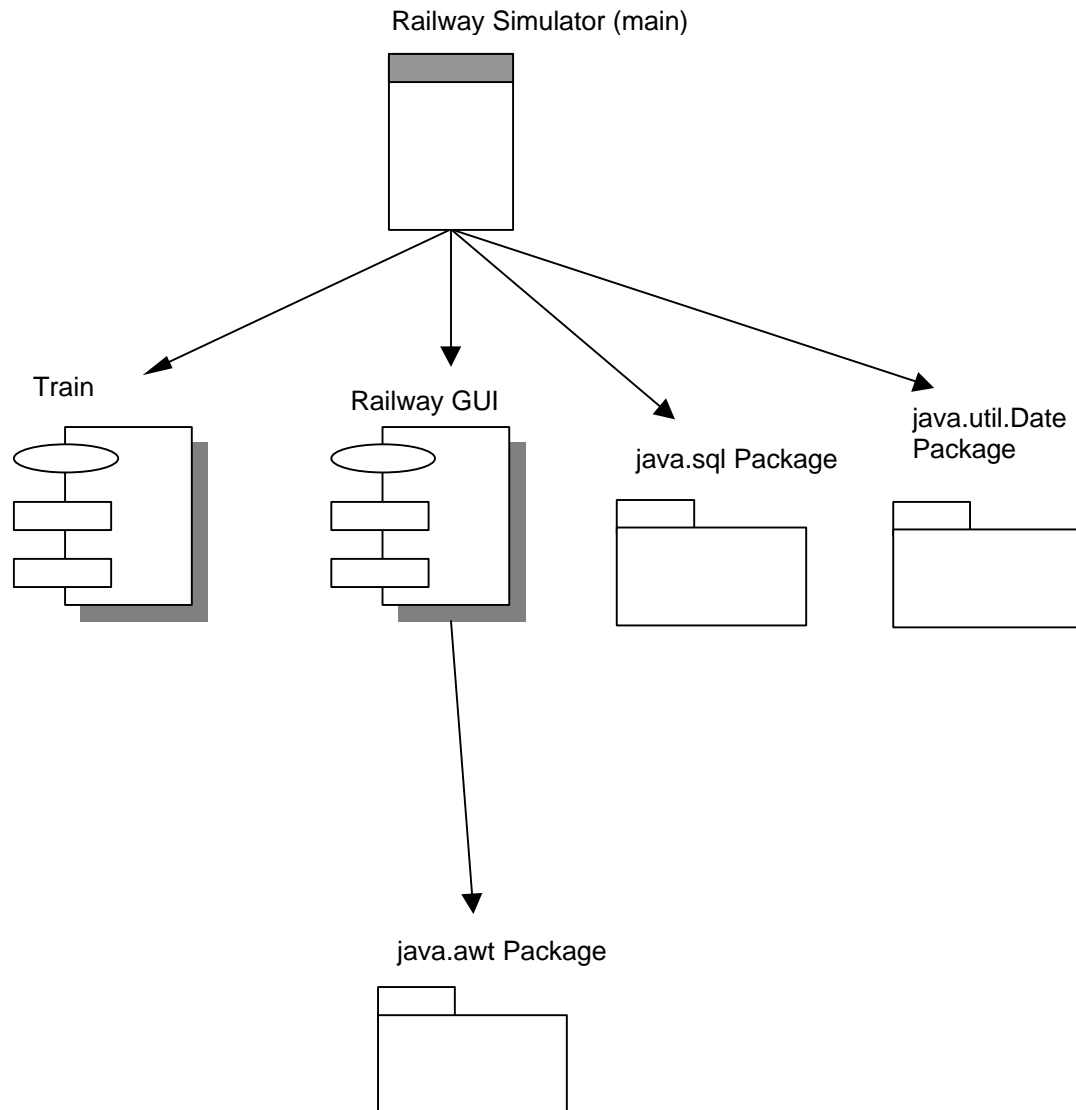 Railway Simulator (main)
Train
Railway GUI
java.sql Package
java.util.Date
Package
java.awt Package